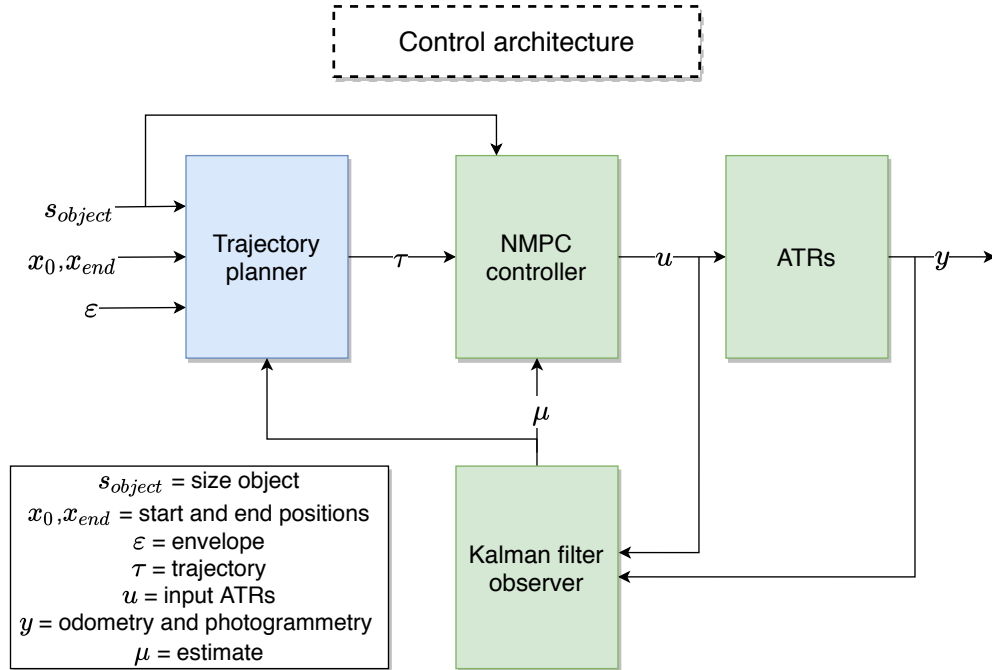 Control architecture
s_object
x_0,x_end
ε
Trajectory
planner
τ
NMPC
controller
u
ATRs
y
μ
Kalman filter
observer
s_object = size object
x_0,x_end = start and end positions
ε = envelope
τ = trajectory
u = input ATRs
y = odometry and photogrammetry
μ = estimate